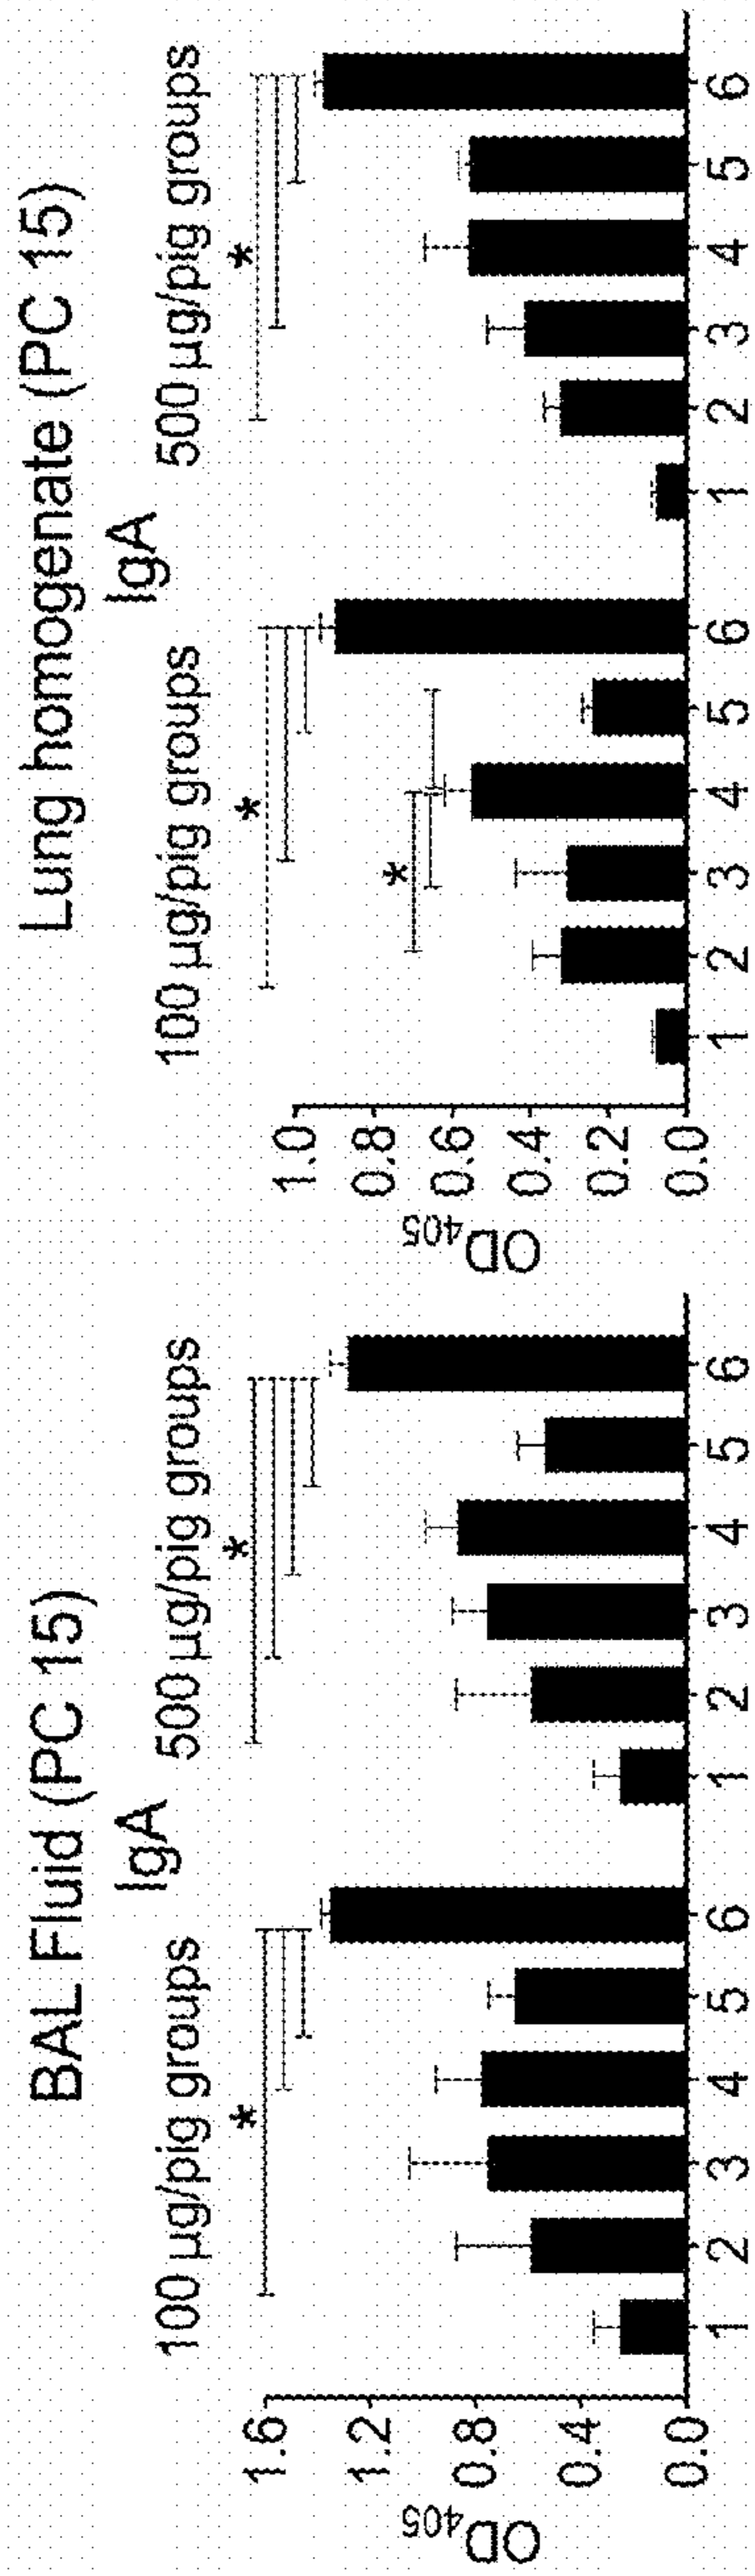 BAL Fluid (PC 15)
IgA
100 µg/pig groups 500 µg/pig groups
*
*
OD405
1.6
1.2
0.8
0.4
0.0
1 2 3 4 5 6 1 2 3 4 5 6
Lung homogenate (PC 15)
IgA
100 µg/pig groups 500 µg/pig groups
*
*
*
OD405
1.0
0.8
0.6
0.4
0.2
0.0
1 2 3 4 5 6 1 2 3 4 5 6